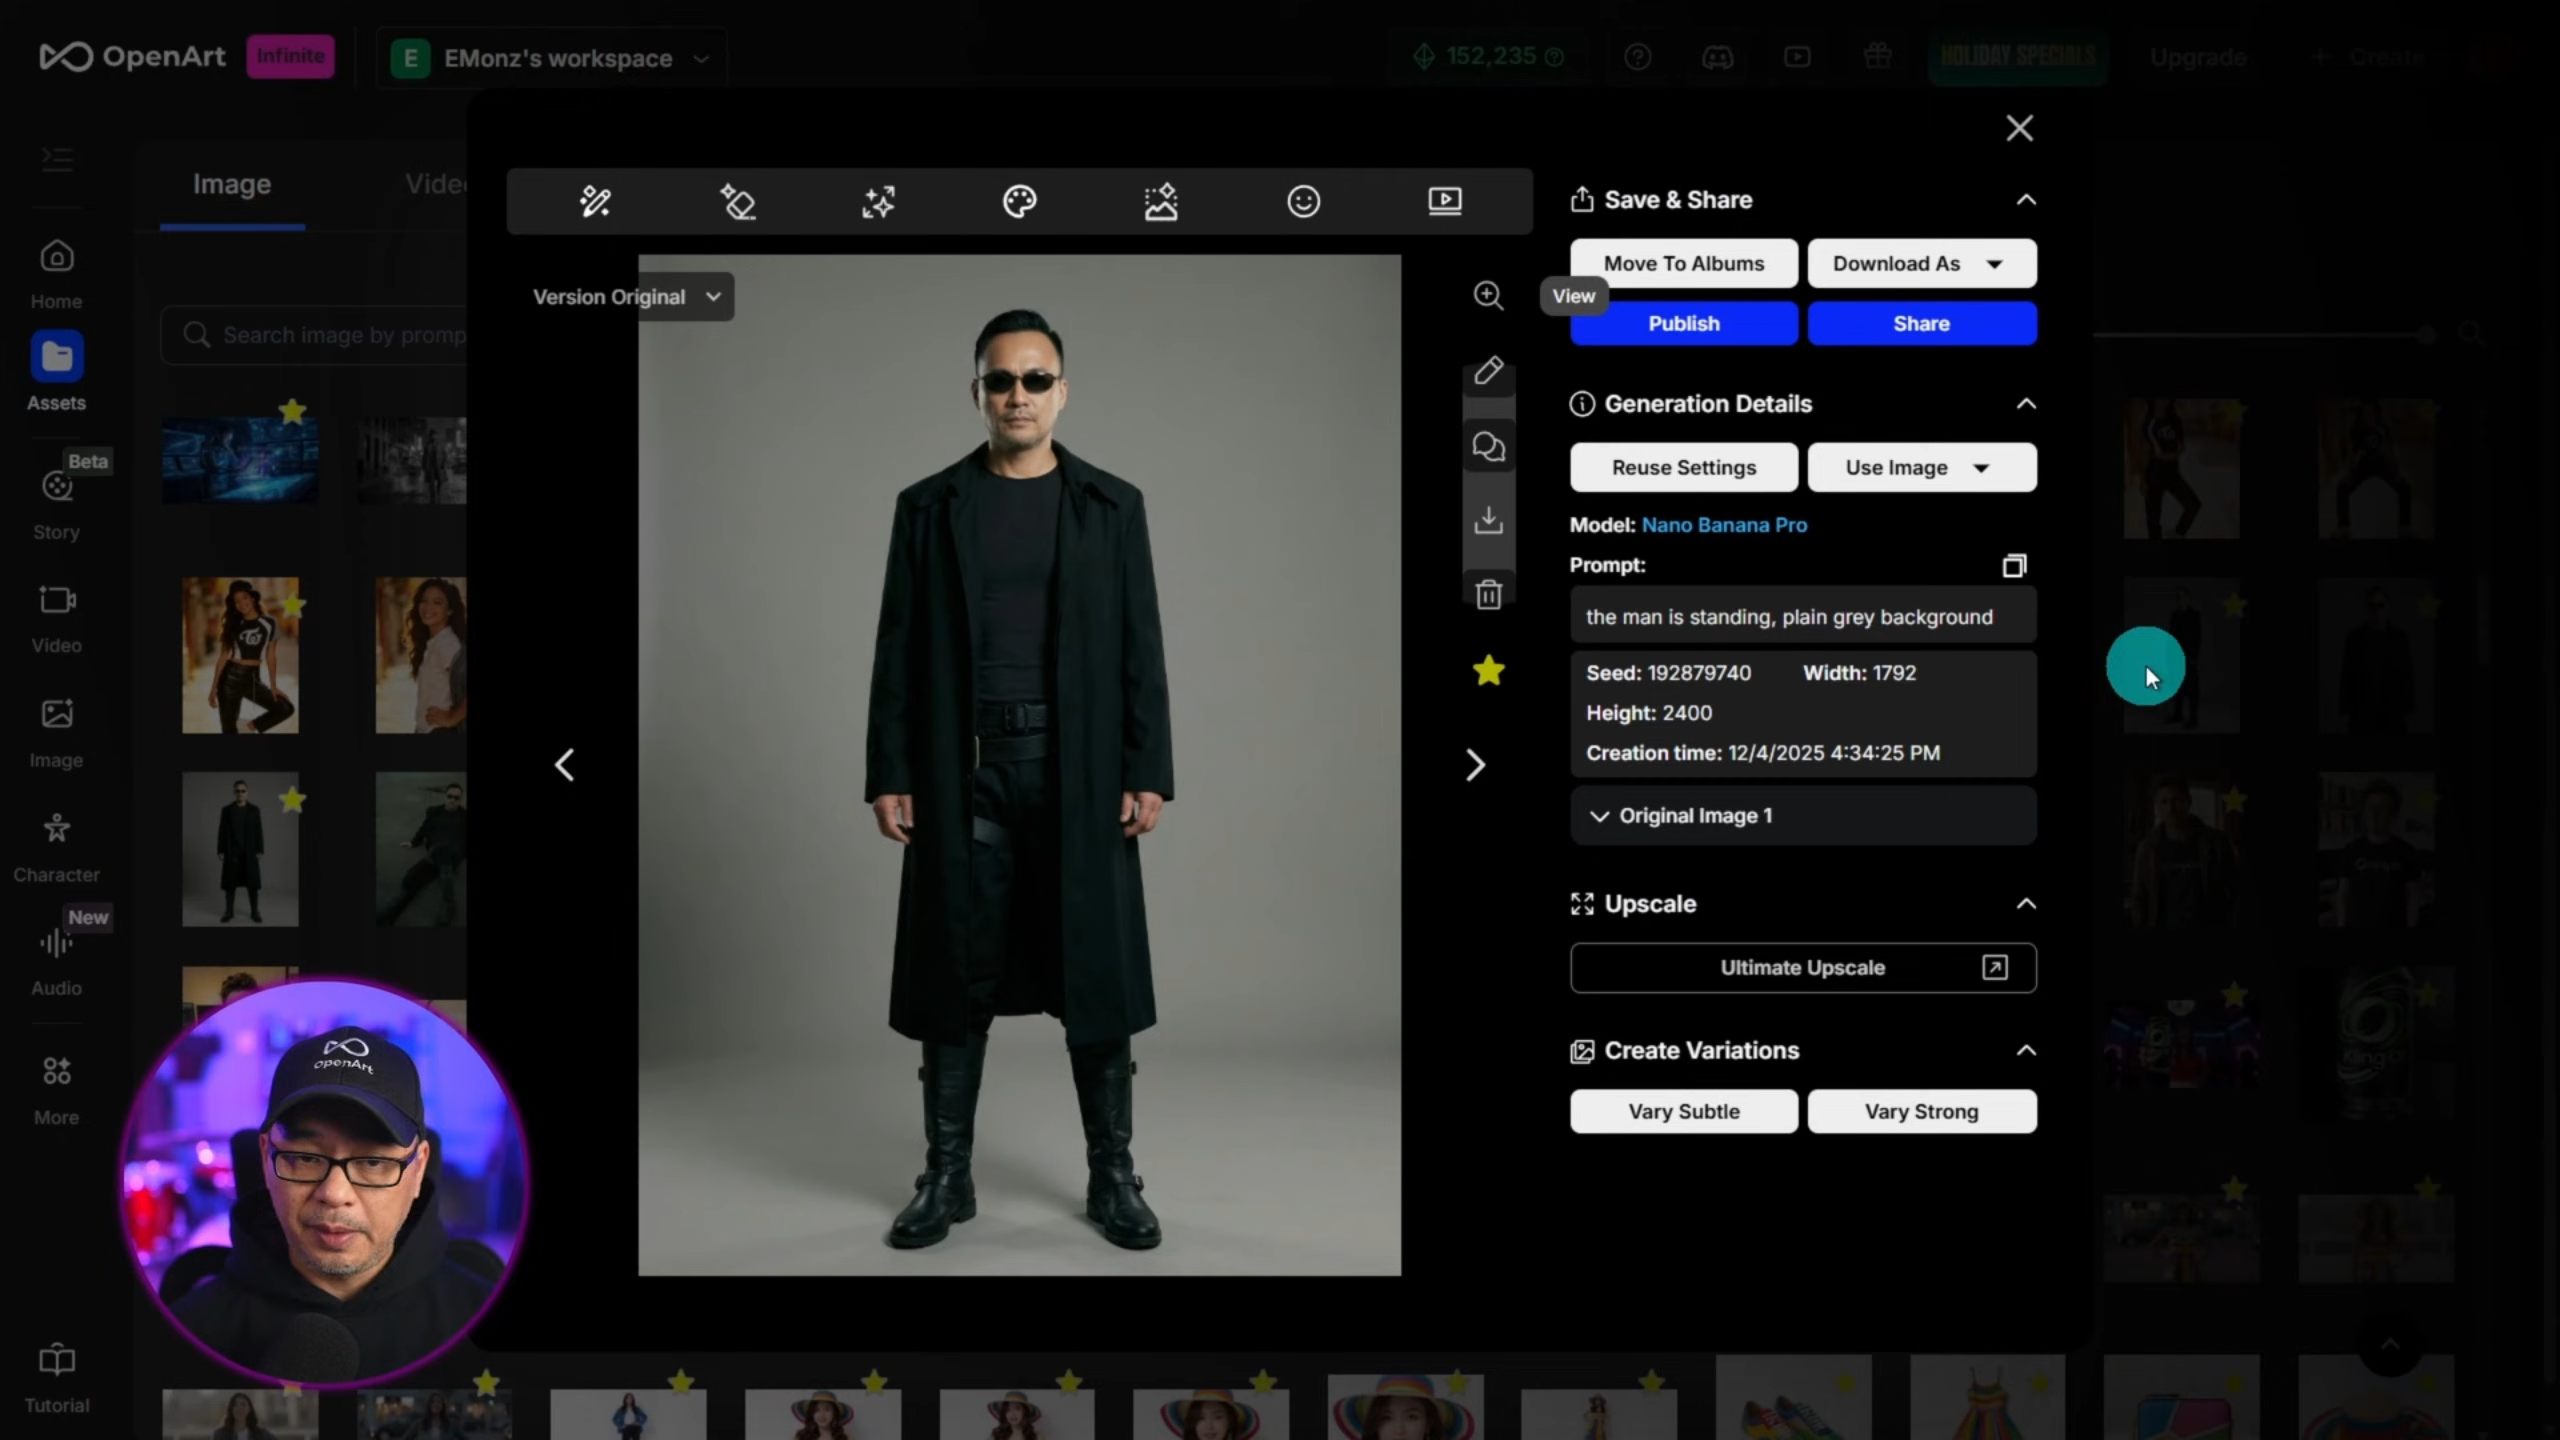 OpenArt Infinite E EMonz's workspace 152,235 HOLIDAY SPECIALS Upgrade + Create
Image Video
Home
Search image by promp
Assets
Beta
Story
Video
Image
Character
New
Audio
More
Tutorial
Version Original
View
Save & Share
Move To Albums Download As
Publish Share
Generation Details
Reuse Settings Use Image
Model: Nano Banana Pro
Prompt:
the man is standing, plain grey background
Seed: 192879740 Width: 1792
Height: 2400
Creation time: 12/4/2025 4:34:25 PM
Original Image 1
Upscale
Ultimate Upscale
Create Variations
Vary Subtle Vary Strong
OpenArt